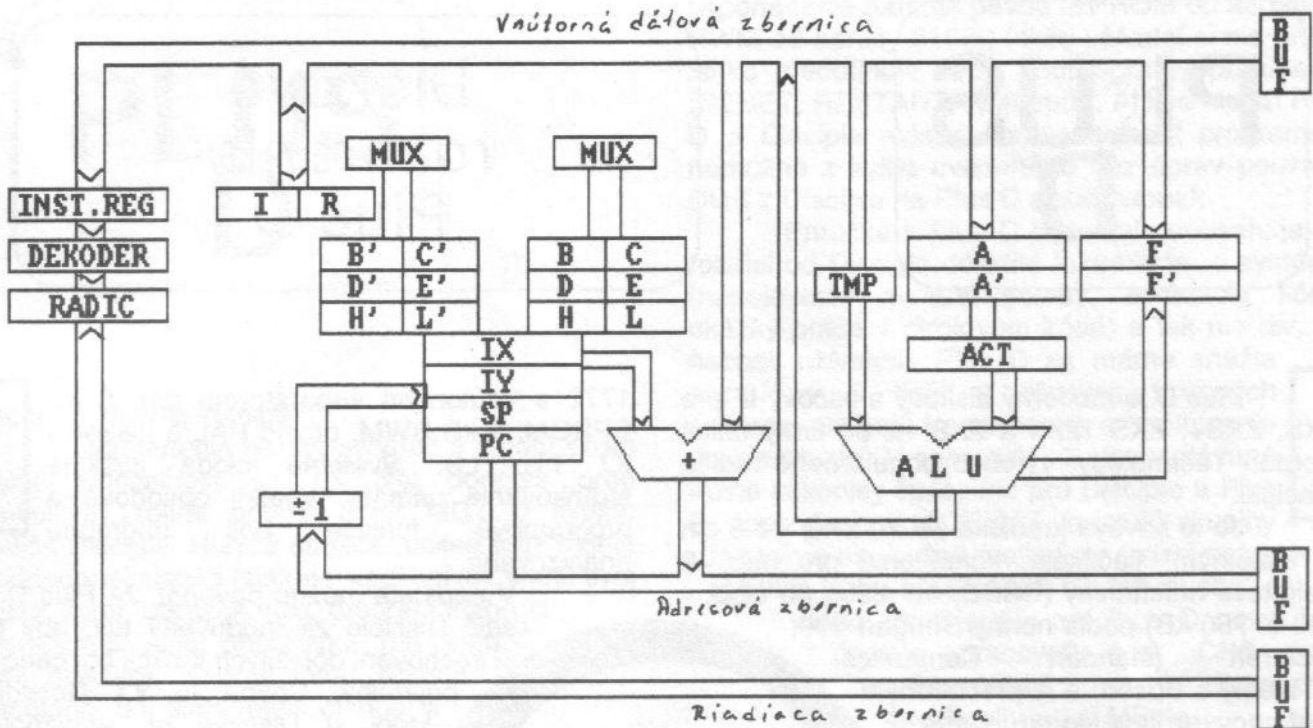 Vnútorná dátová zbernica
BUF
MUX MUX
INST.REG I R
DEKODER B' C' B C A F
D' E' D E TMP A' F'
RADIC H' L' H L
IX ACT
IY
SP
PC + ALU
±1
Adresová zbernica
BUF
Riadiaca zbernica
BUF